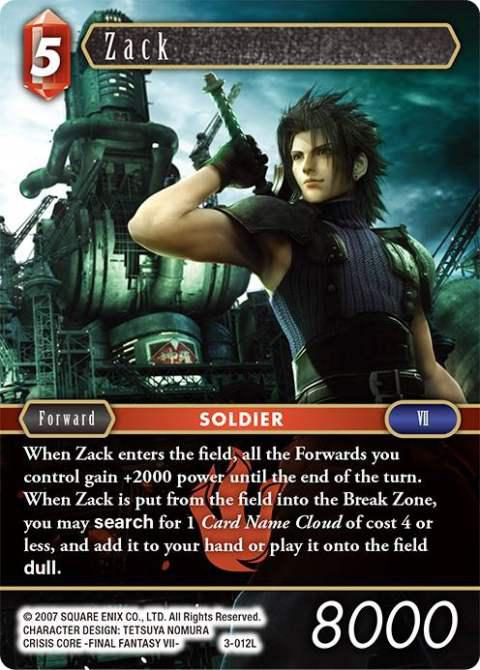 5
Zack
Forward
SOLDIER
VII
When Zack enters the field, all the Forwards you
control gain +2000 power until the end of the turn.
When Zack is put from the field into the Break Zone,
you may search for 1 Card Name Cloud of cost 4 or
less, and add it to your hand or play it onto the field
dull.
© 2007 SQUARE ENIX CO., LTD. All Rights Reserved.
CHARACTER DESIGN: TETSUYA NOMURA
CRISIS CORE -FINAL FANTASY VII-
3-012L
8000